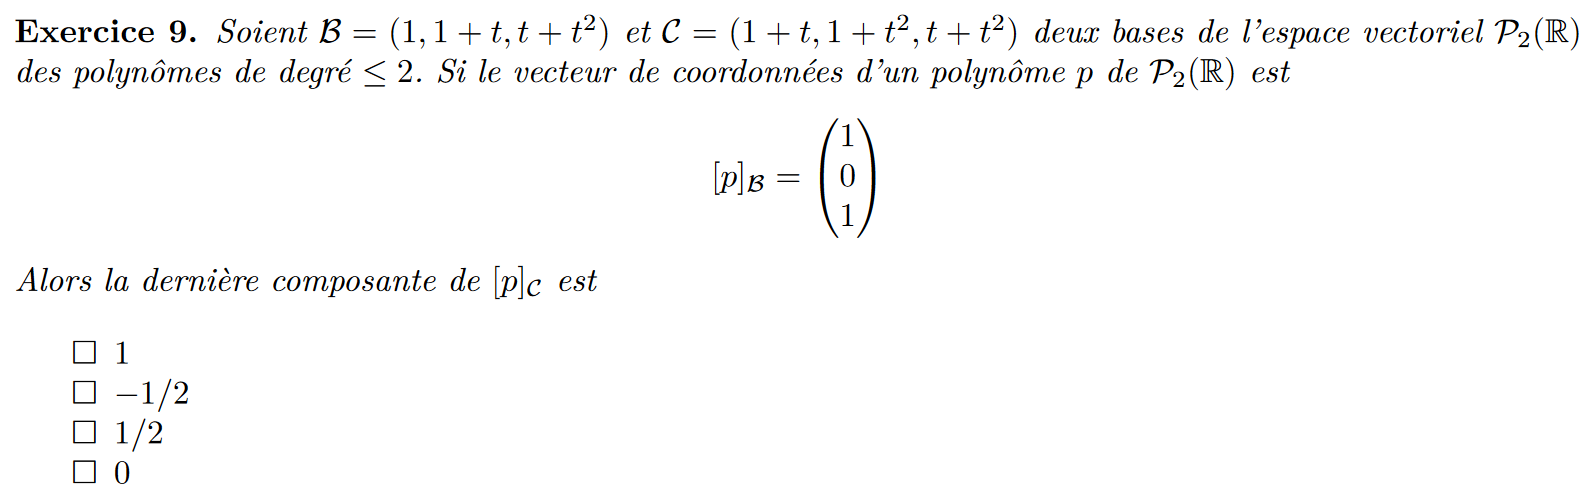 Exercice 9. Soient ℬ = (1, 1 + t, t + t²) et 𝒞 = (1 + t, 1 + t², t + t²) deux bases de l'espace vectoriel 𝒫₂(ℝ)
des polynômes de degré ≤ 2. Si le vecteur de coordonnées d'un polynôme p de 𝒫₂(ℝ) est
[p]ℬ = (1 0 1)
Alors la dernière composante de [p]𝒞 est
□ 1
□ −1/2
□ 1/2
□ 0